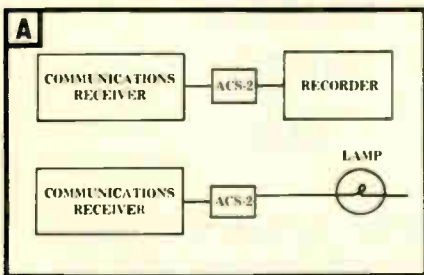 A
COMMUNICATIONS
RECEIVER
ACS-2
RECORDER
LAMP
COMMUNICATIONS
RECEIVER
ACS-2